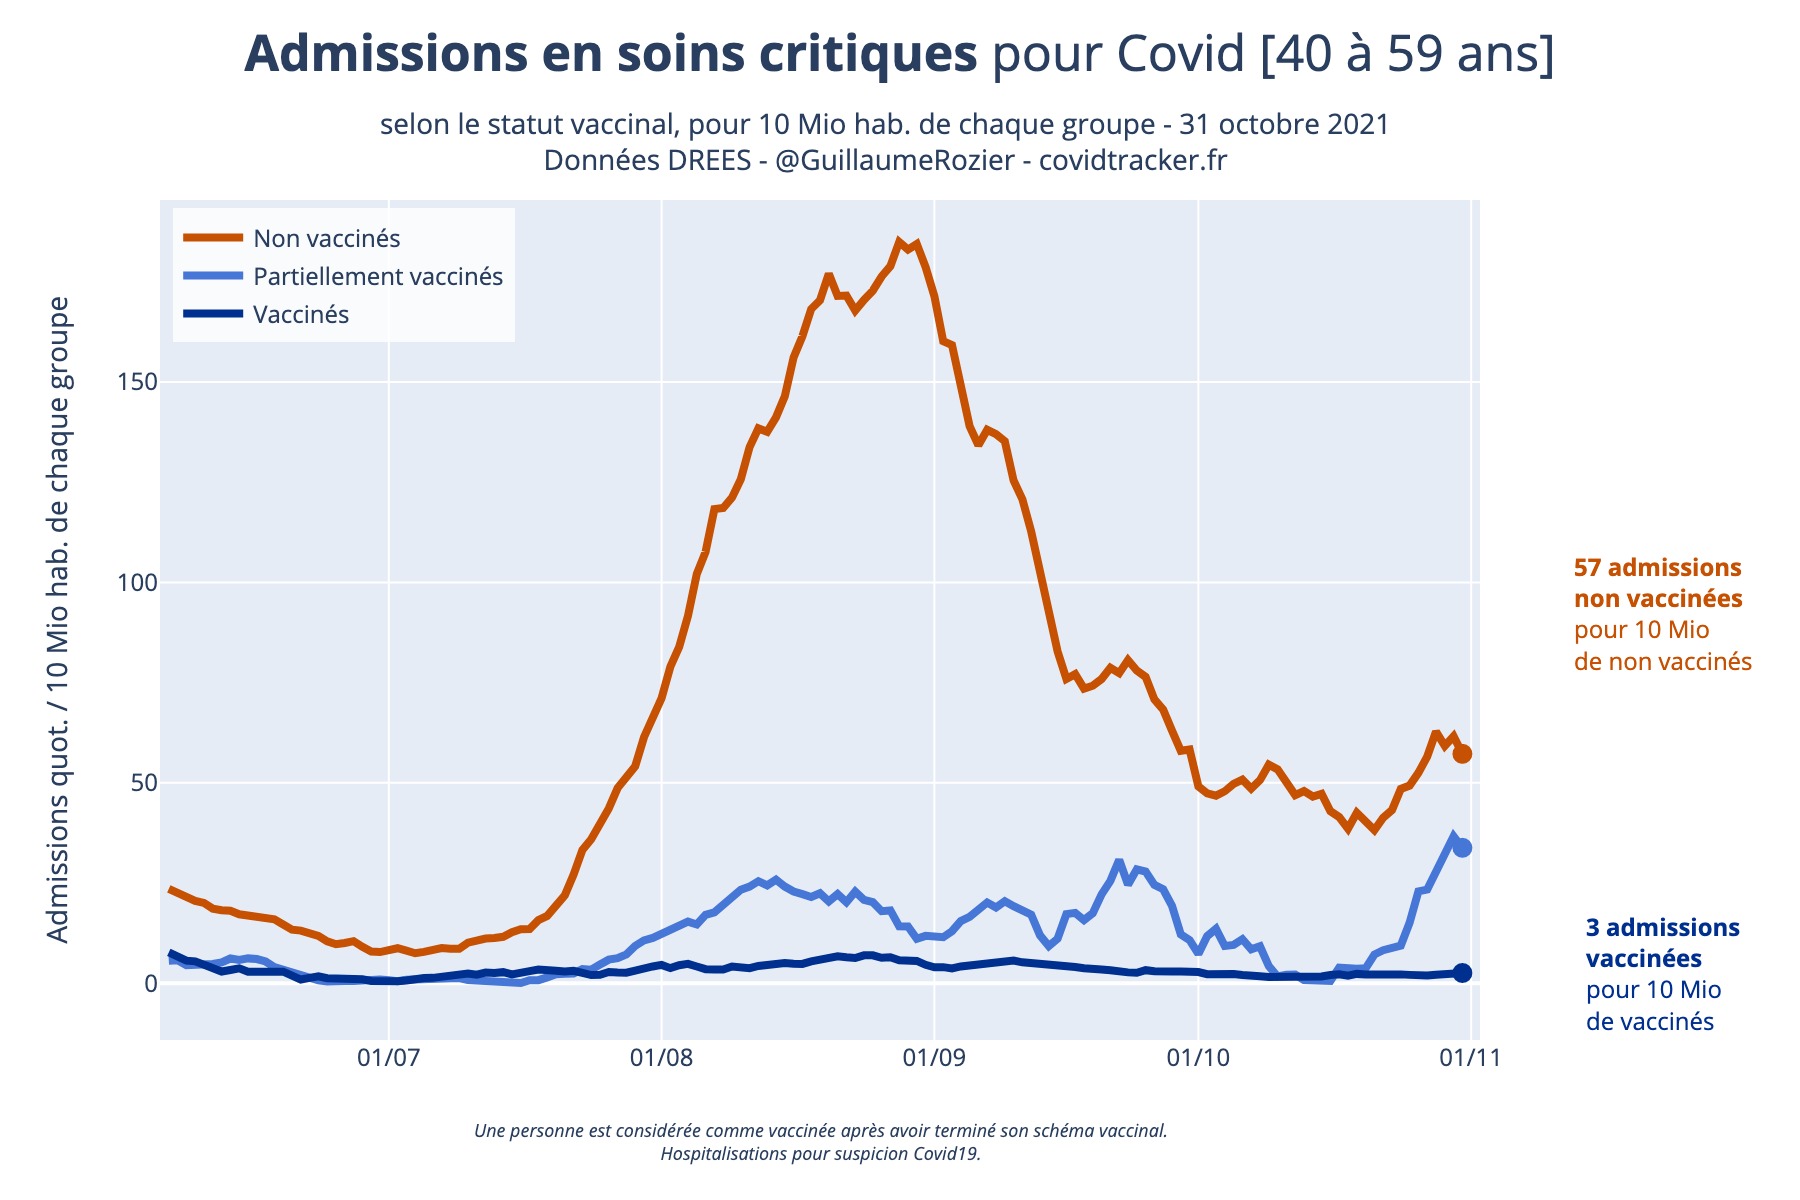 Admissions en soins critiques pour Covid [40 à 59 ans]
selon le statut vaccinal, pour 10 Mio hab. de chaque groupe - 31 octobre 2021
Données DREES - @GuillaumeRozier - covidtracker.fr
Non vaccinés
Partiellement vaccinés
Vaccinés
Admissions quot. / 10 Mio hab. de chaque groupe
150
100
50
0
01/07
01/08
01/09
01/10
01/11
57 admissions
non vaccinées
pour 10 Mio
de non vaccinés
3 admissions
vaccinées
pour 10 Mio
de vaccinés
Une personne est considérée comme vaccinée après avoir terminé son schéma vaccinal.
Hospitalisations pour suspicion Covid19.